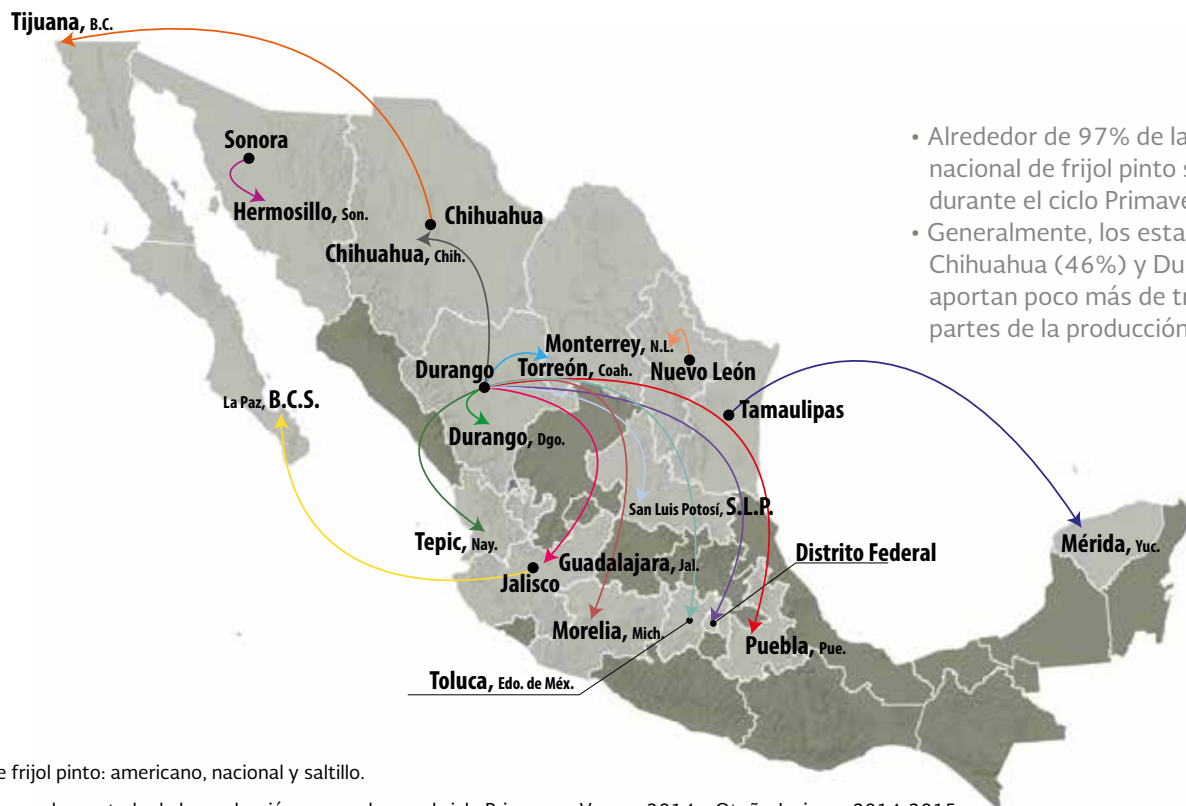 Tijuana, B.C.
Sonora
Hermosillo, Son.
Chihuahua
Chihuahua, Chih.
• Alrededor de 97% de la
nacional de frijol pinto s
durante el ciclo Primave
• Generalmente, los esta
Chihuahua (46%) y Du
aportan poco más de tr
partes de la producción
Monterrey, N.L.
Durango
Torreón, Coah.
Nuevo León
La Paz, B.C.S.
Tamaulipas
Durango, Dgo.
San Luis Potosí, S.L.P.
Tepic, Nay.
Guadalajara, Jal.
Distrito Federal
Mérida, Yuc.
Jalisco
Morelia, Mich.
Puebla, Pue.
Toluca, Edo. de Méx.
e frijol pinto: americano, nacional y saltillo.